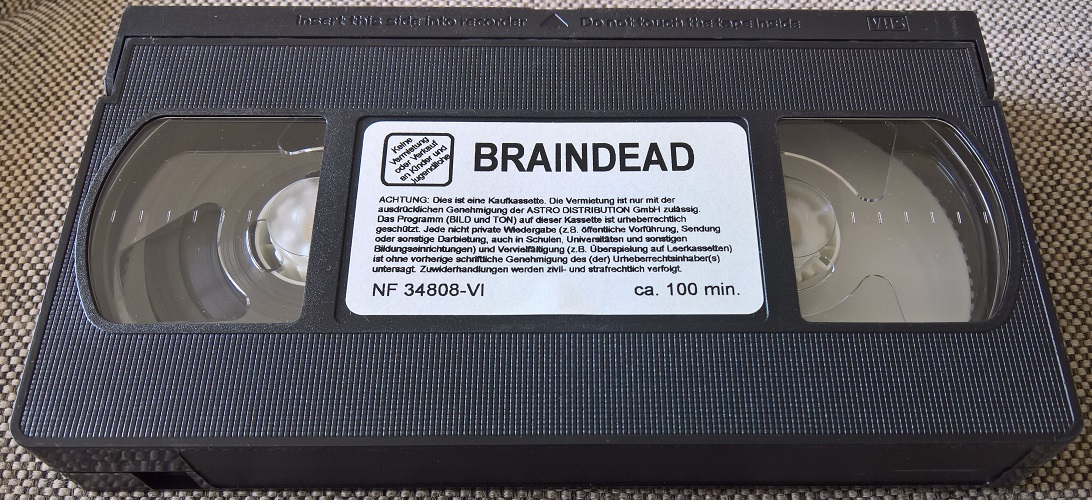 Insert this side into recorder Do not touch the tape inside VHS
Keine
Vermietung
oder Verkauf
an Kinder und
Jugendliche
BRAINDEAD
ACHTUNG: Dies ist eine Kaufkassette. Die Vermietung ist nur mit der
ausdrücklichen Genehmigung der ASTRO DISTRIBUTION GmbH zulässig.
Das Programm (BILD und TON) auf dieser Kassette ist urheberrechtlich
geschützt. Jede nicht private Wiedergabe (z.B. öffentliche Vorführung, Sendung
oder sonstige Darbietung, auch in Schulen, Universitäten und sonstigen
Bildungseinrichtungen) und Vervielfältigung (z.B. Überspielung auf Leerkassetten)
ist ohne vorherige schriftliche Genehmigung des (der) Urheberrechtsinhaber(s)
untersagt. Zuwiderhandlungen werden zivil- und strafrechtlich verfolgt.
NF 34808-VI ca. 100 min.